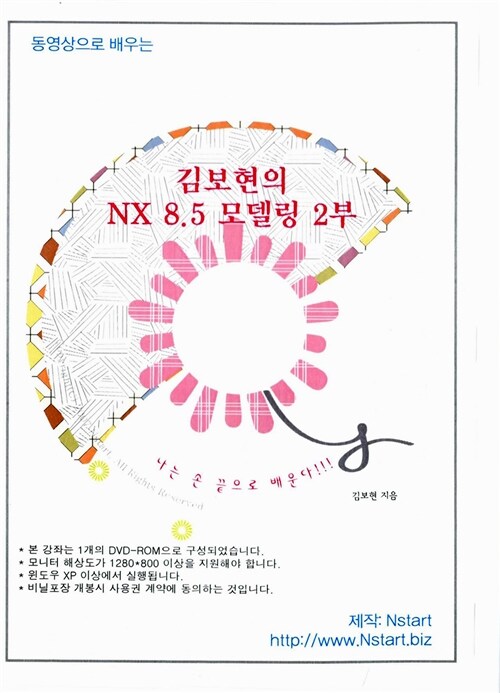 동영상으로 배우는
김보현의
NX 8.5 모델링 2부
나는 손 끝으로 배운다!!!
Nstart. All Rights Reserved
김보현 지음
* 본 강좌는 1개의 DVD-ROM으로 구성되었습니다.
* 모니터 해상도가 1280*800 이상을 지원해야 합니다.
* 윈도우 XP 이상에서 실행됩니다.
* 비닐포장 개봉시 사용권 계약에 동의하는 것입니다.
제작: Nstart
http://www.Nstart.biz